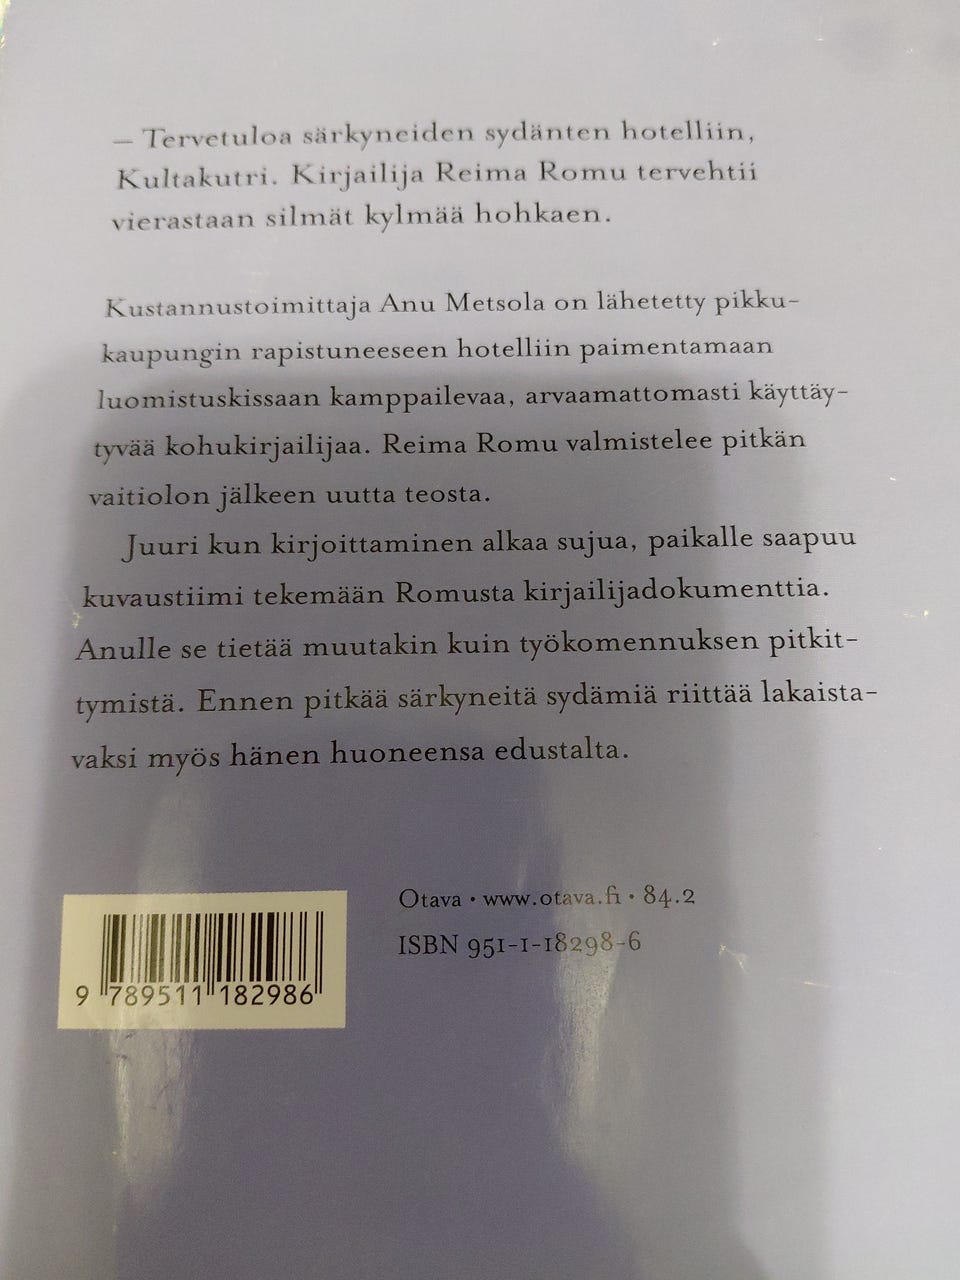 – Tervetuloa särkyneiden sydänten hotelliin,
Kultakutri. Kirjailija Reima Romu tervehtii
vierastaan silmät kylmää hohkaen.
Kustannustoimittaja Anu Metsola on lähetetty pikku-
kaupungin rapistuneeseen hotelliin paimentamaan
luomistuskissaan kamppailevaa, arvaamattomasti käyttäy-
tyvää kohukirjailijaa. Reima Romu valmistelee pitkän
vaitiolon jälkeen uutta teosta.
Juuri kun kirjoittaminen alkaa sujua, paikalle saapuu
kuvaustiimi tekemään Romusta kirjailijadokumenttia.
Anulle se tietää muutakin kuin työkomennuksen pitkit-
tymistä. Ennen pitkää särkyneitä sydämiä riittää lakaista-
vaksi myös hänen huoneensa edustalta.
Otava • www.otava.fi • 84.2
ISBN 951-1-18298-6
9 789511 182986